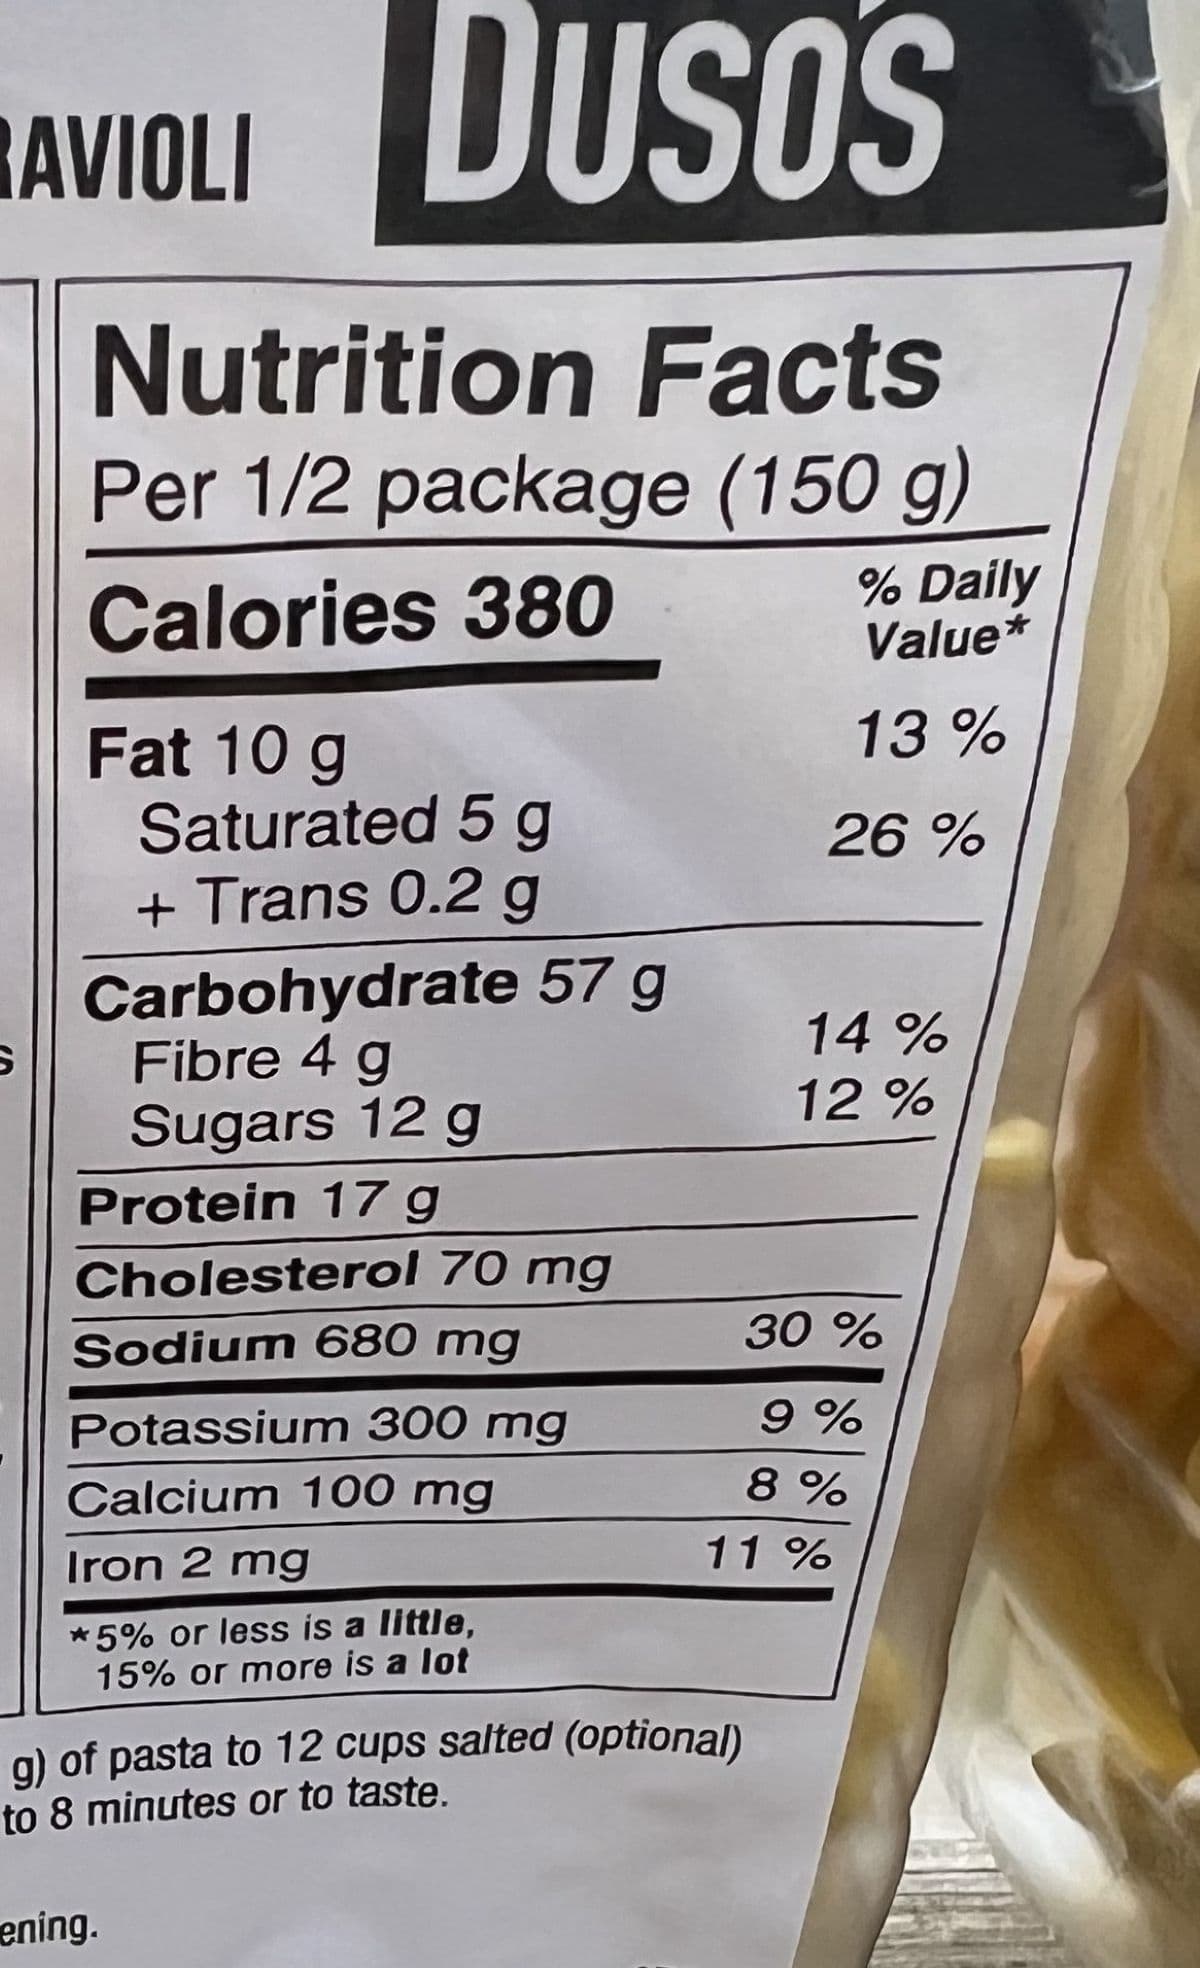 DUSO'S
RAVIOLI
Nutrition Facts
Per 1/2 package (150 g)
Calories 380
% Daily
Value*
Fat 10 g 13 %
Saturated 5 g 26 %
+ Trans 0.2 g
Carbohydrate 57 g
Fibre 4 g 14 %
Sugars 12 g 12 %
Protein 17 g
Cholesterol 70 mg
Sodium 680 mg 30 %
Potassium 300 mg 9 %
Calcium 100 mg 8 %
Iron 2 mg 11 %
*5% or less is a little,
15% or more is a lot
g) of pasta to 12 cups salted (optional)
to 8 minutes or to taste.
ening.